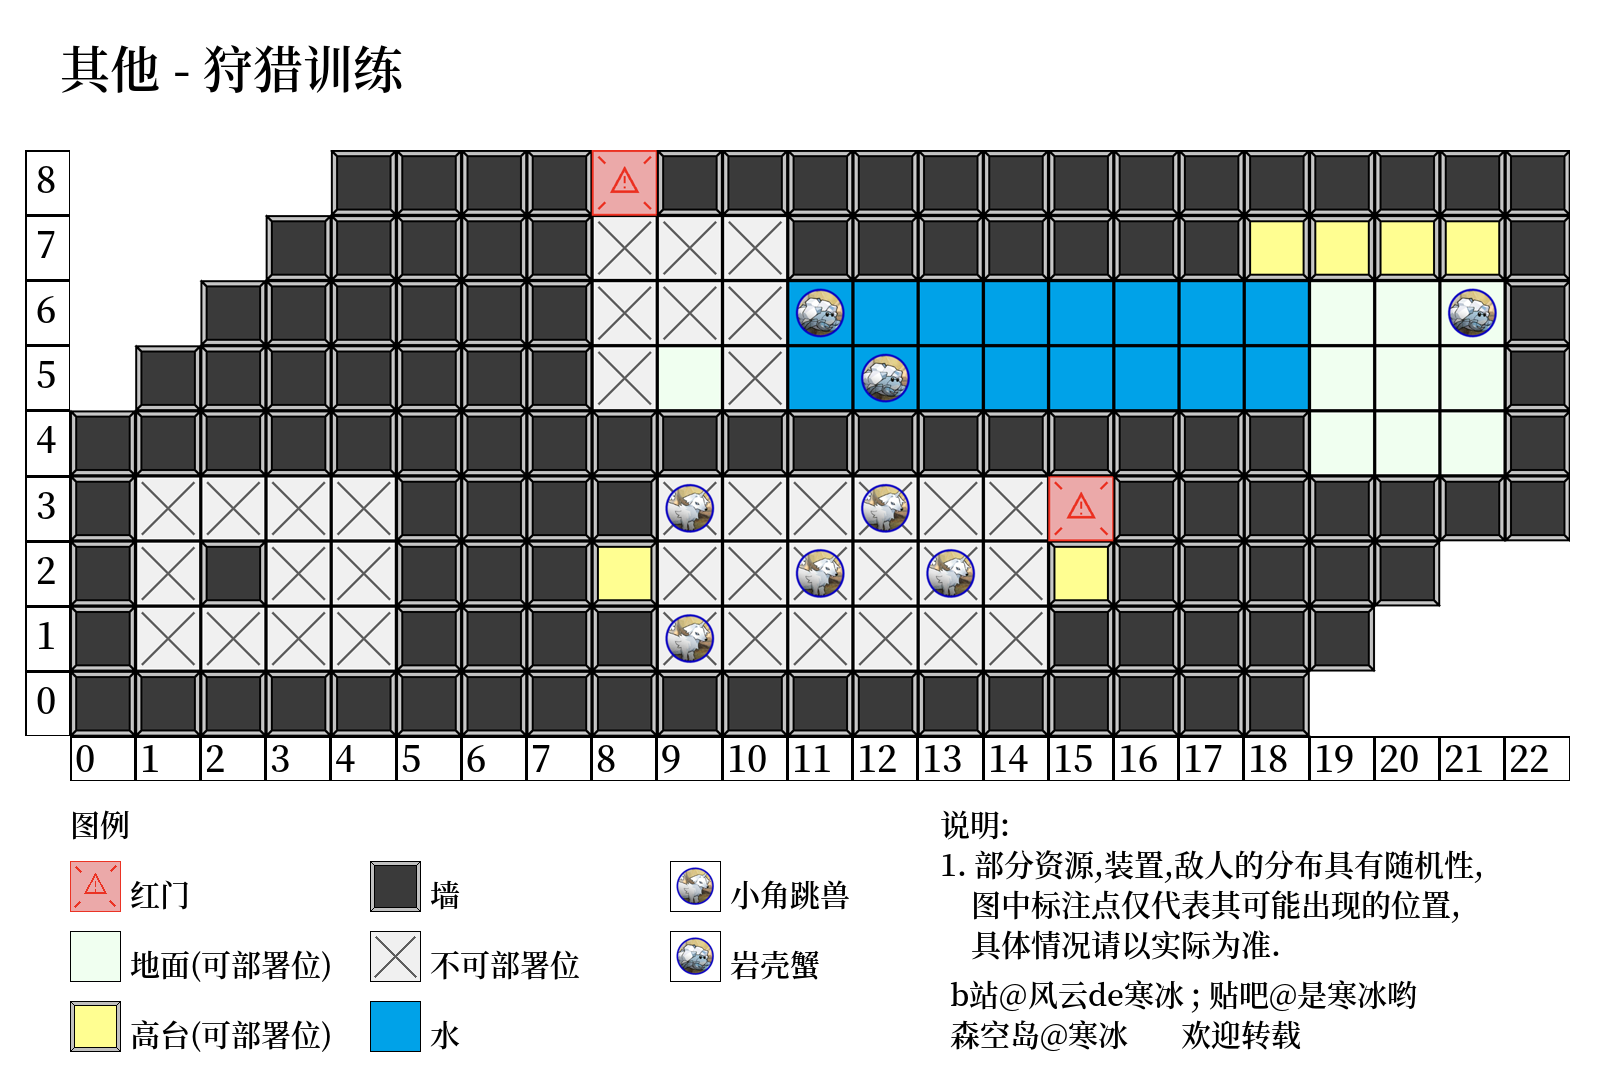 其他 - 狩猎训练
8
7
6
5
4
3
2
1
0
0 1 2 3 4 5 6 7 8 9 10 11 12 13 14 15 16 17 18 19 20 21 22
图例
红门
墙
小角跳兽
地面(可部署位)
不可部署位
岩壳蟹
高台(可部署位)
水
说明:
1. 部分资源,装置,敌人的分布具有随机性,
图中标注点仅代表其可能出现的位置,
具体情况请以实际为准.
b站@风云de寒冰 ; 贴吧@是寒冰哟
森空岛@寒冰 欢迎转载